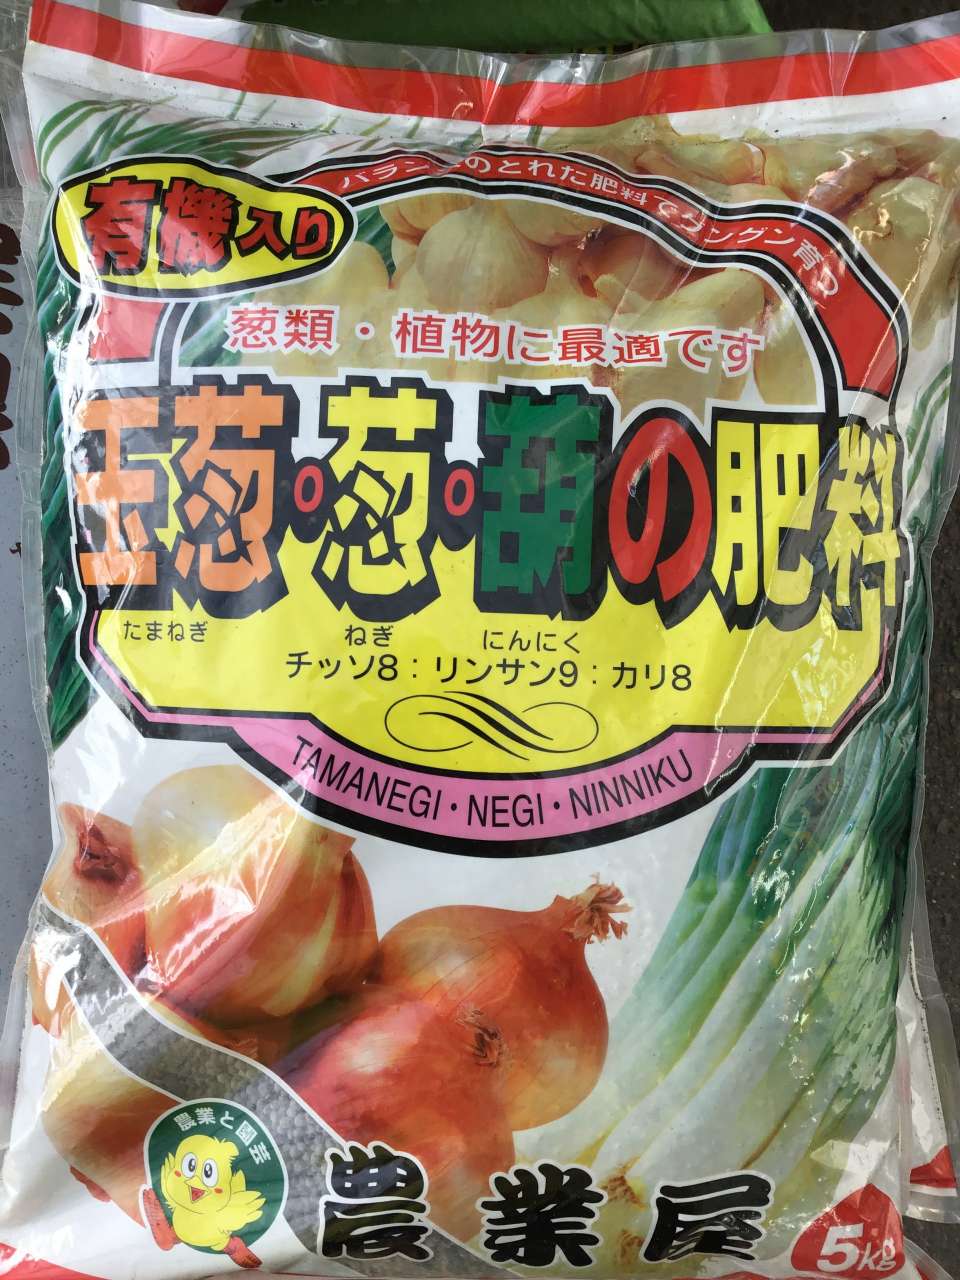 バランスのとれた肥料でグングン育つ
有機入り
葱類・植物に最適です
玉葱・葱・葫の肥料
たまねぎ ねぎ にんにく
チッソ8:リンサン9:カリ8
TAMANEGI・NEGI・NINNIKU
農業と園芸
農業屋
5kg